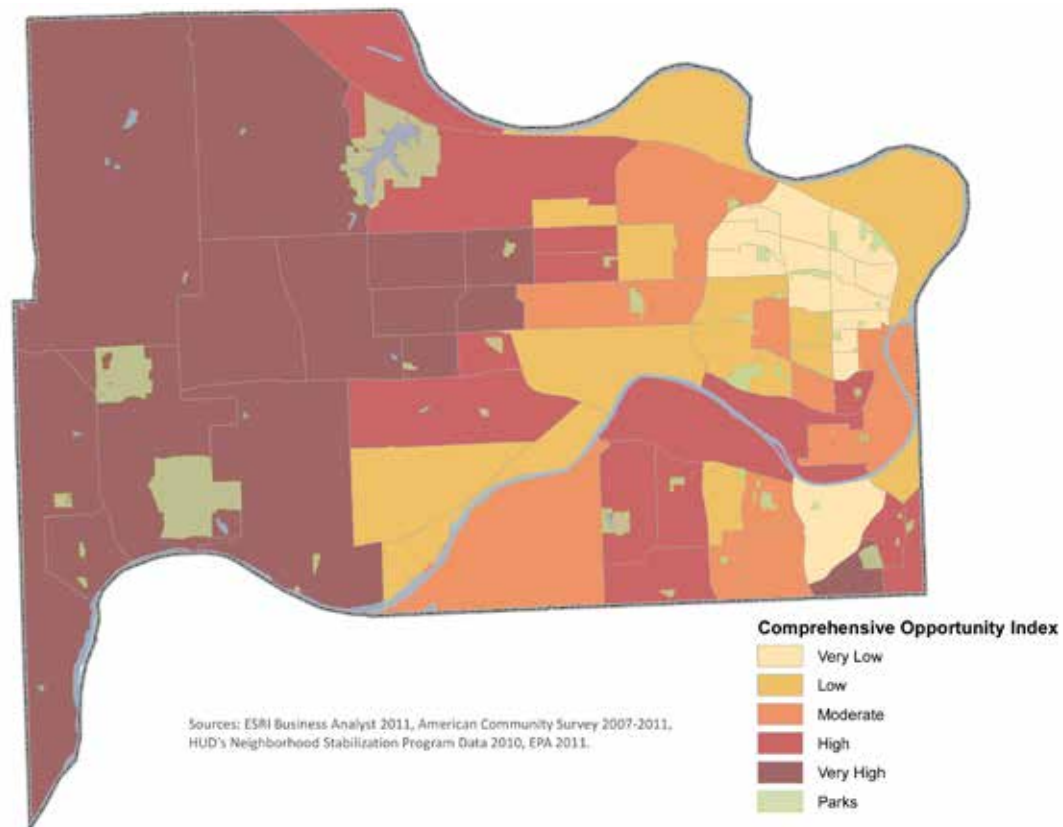 Comprehensive Opportunity Index
Very Low
Low
Moderate
High
Very High
Parks
Sources: ESRI Business Analyst 2011, American Community Survey 2007-2011,
HUD's Neighborhood Stabilization Program Data 2010, EPA 2011.